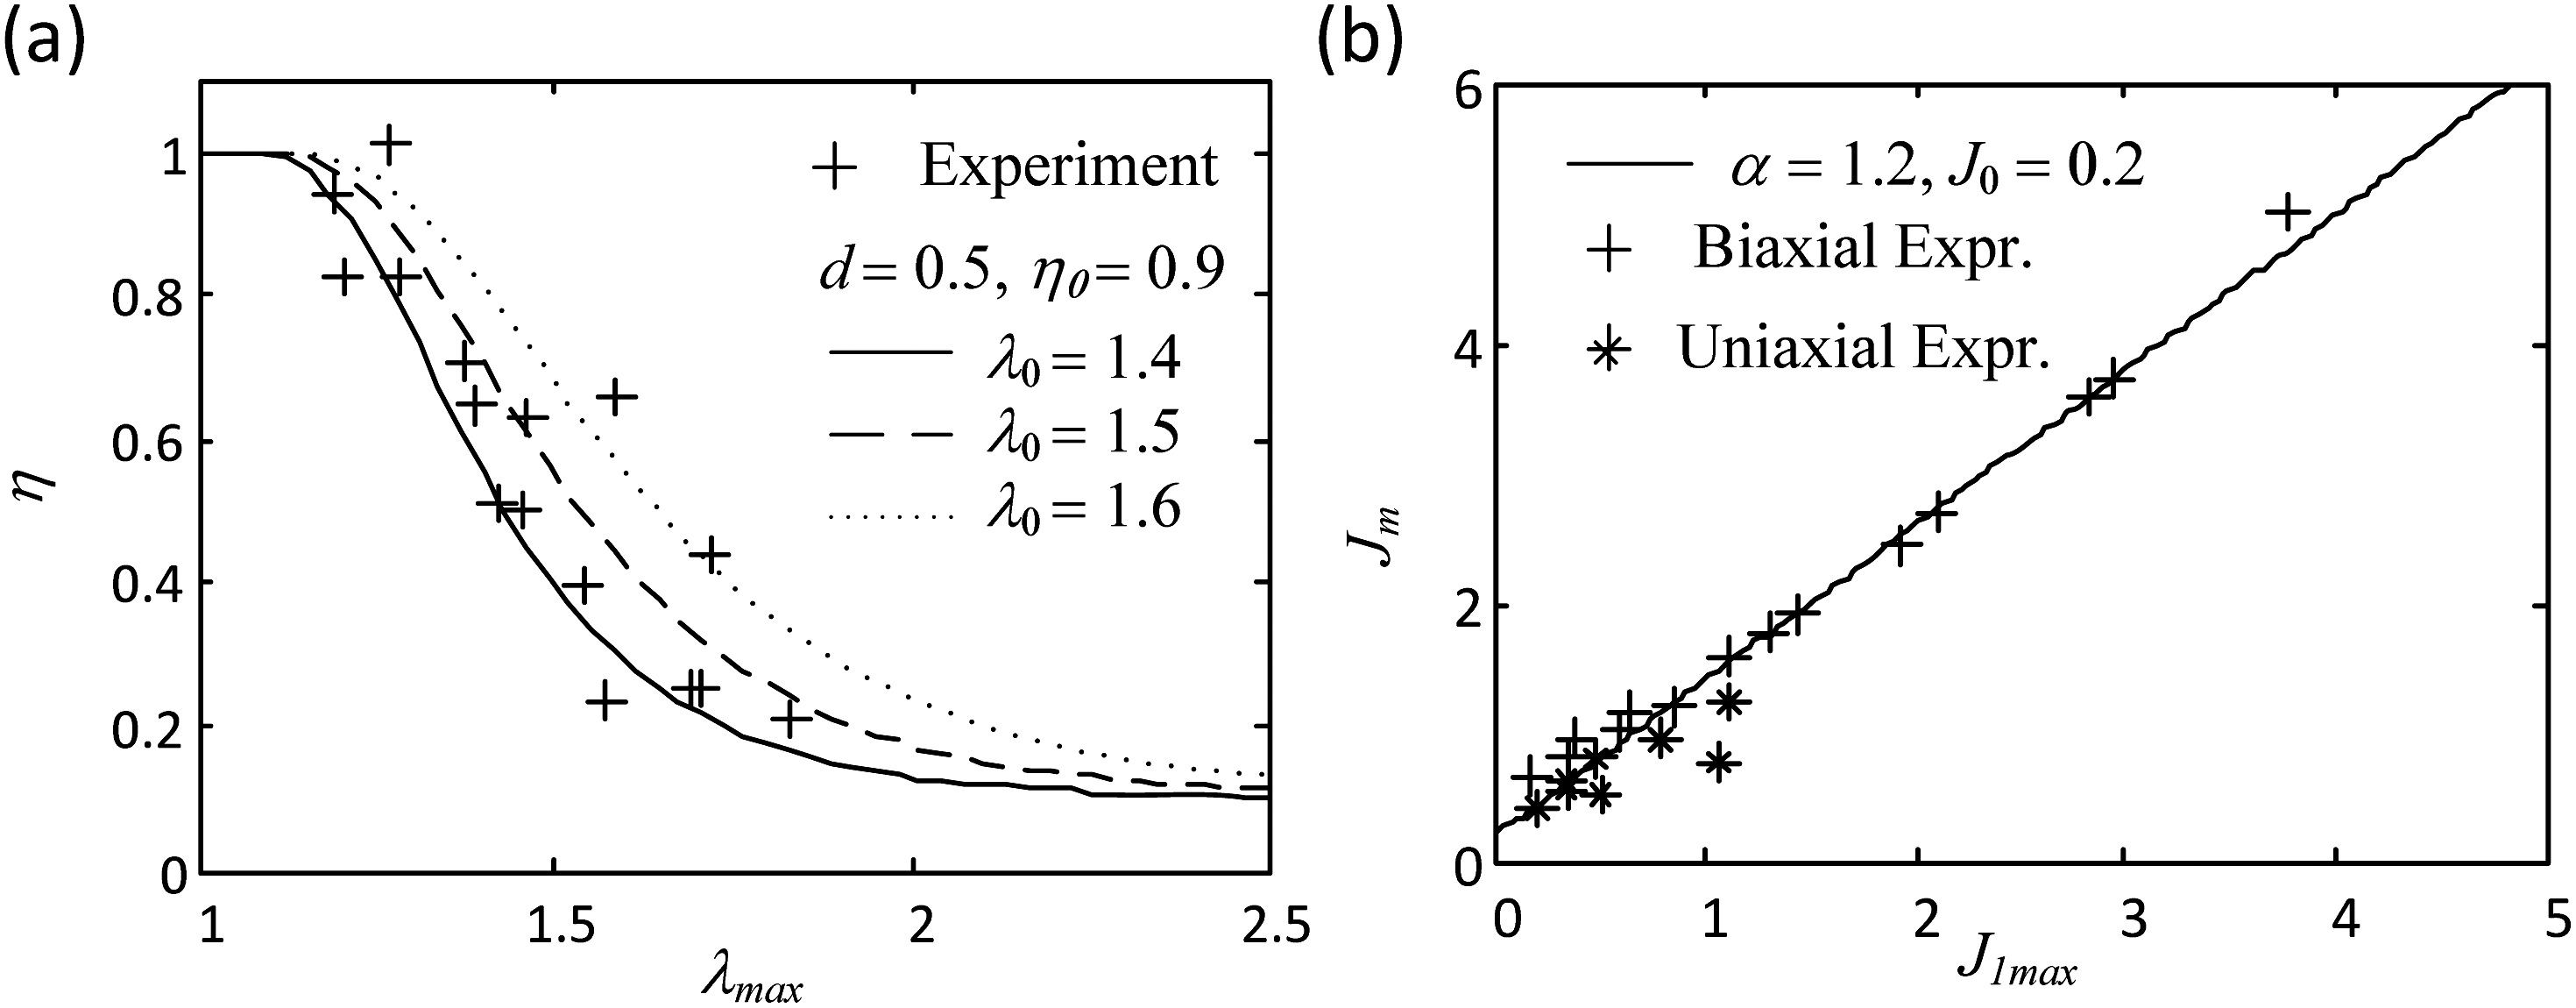 (a)
1
0.8
0.6
0.4
0.2
0
η
1
1.5
2
2.5
λmax
Experiment
d = 0.5, η0 = 0.9
λ0 = 1.4
λ0 = 1.5
λ0 = 1.6
(b)
6
4
2
0
Jm
0
1
2
3
4
5
J1max
α = 1.2, J0 = 0.2
Biaxial Expr.
Uniaxial Expr.